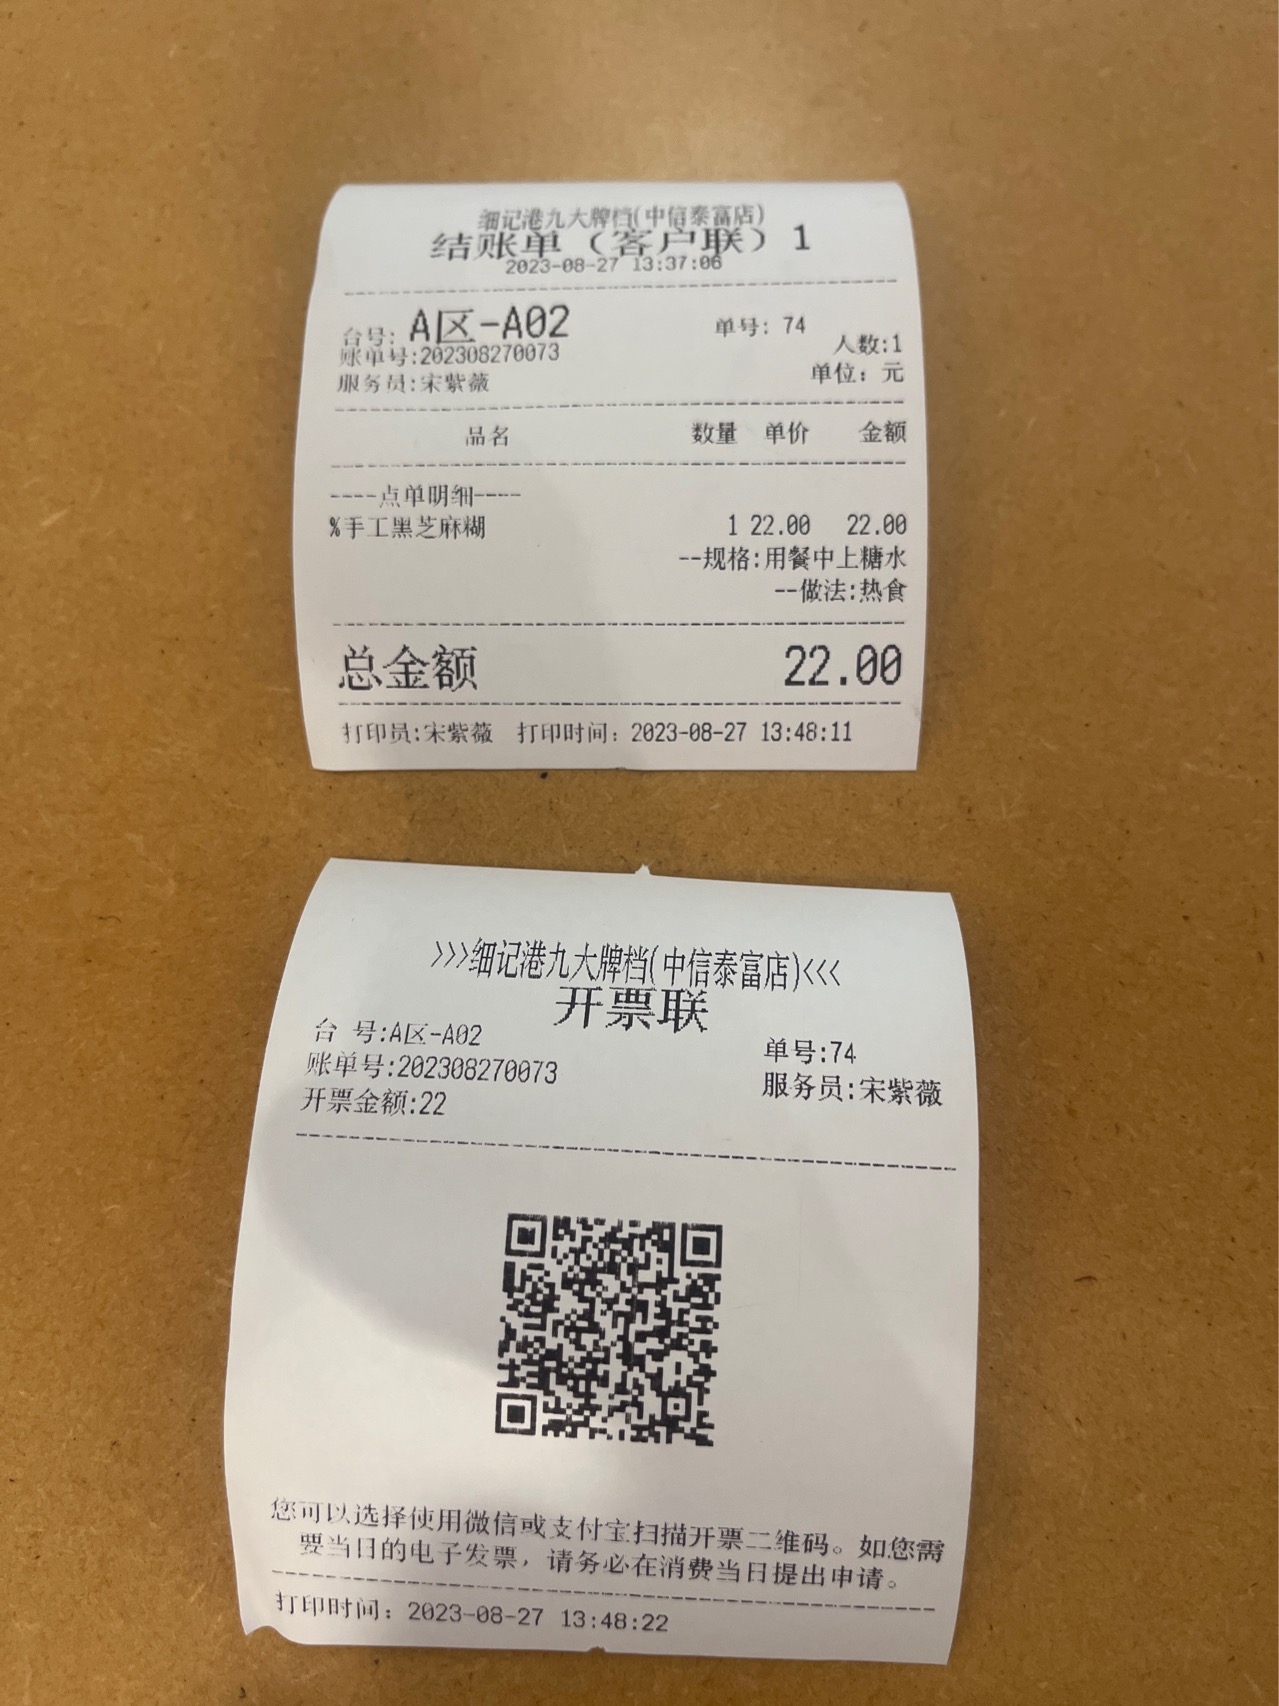 细记港九大牌档(中信泰富店)
结账单（客户联）1
2023-08-27 13:37:06
台号: A区-A02 单号: 74
账单号:202308270073 人数:1
服务员:宋紫薇 单位: 元
品名 数量 单价 金额
----点单明细----
%手工黑芝麻糊 1 22.00 22.00
--规格:用餐中上糖水
--做法:热食
总金额 22.00
打印员:宋紫薇 打印时间: 2023-08-27 13:48:11
>>>细记港九大牌档(中信泰富店)<<<
开票联
台 号:A区-A02 单号:74
账单号:202308270073 服务员:宋紫薇
开票金额:22
您可以选择使用微信或支付宝扫描开票二维码。如您需
要当日的电子发票，请务必在消费当日提出申请。
打印时间: 2023-08-27 13:48:22